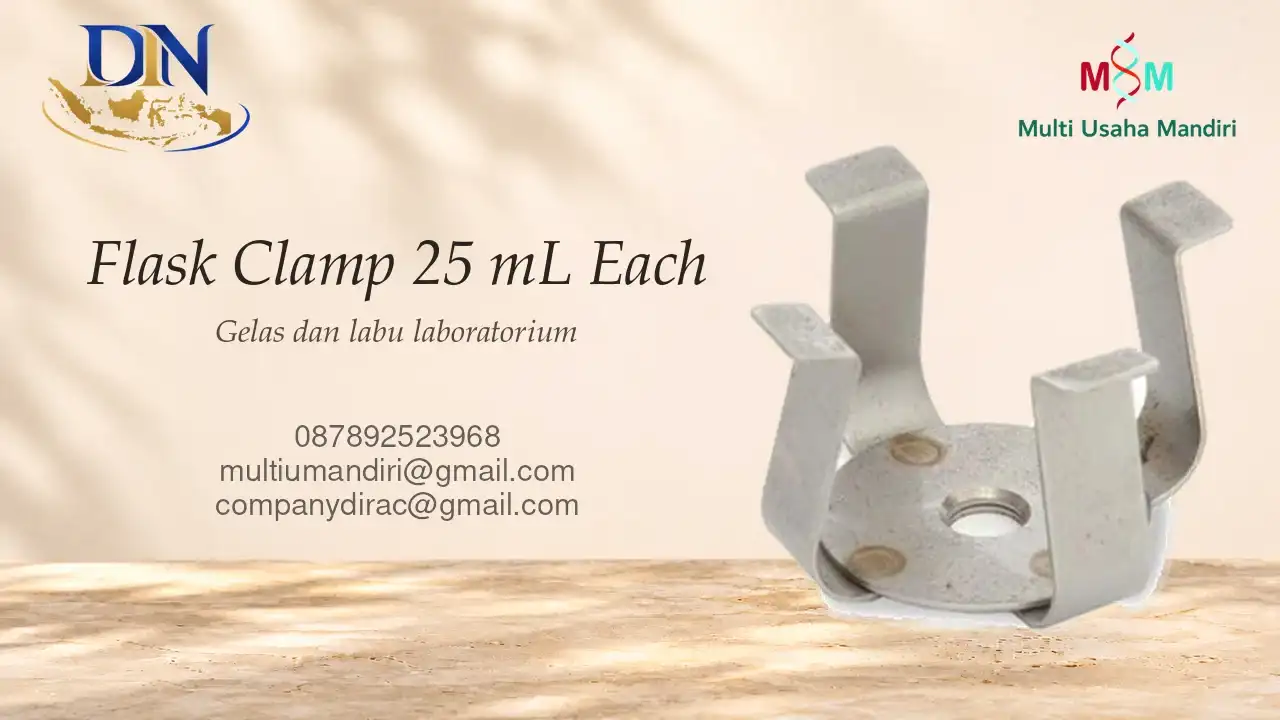 DN
M M
Multi Usaha Mandiri
Flask Clamp 25 mL Each
Gelas dan labu laboratorium
087892523968
multiumandiri@gmail.com
companydirac@gmail.com